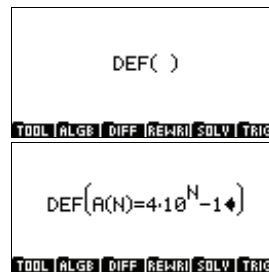 DEF( )
TOOL ALGB DIFF REWRI SOLV TRIG
DEF(A(N)=4·10^N-1◀)
TOOL ALGB DIFF REWRI SOLV TRIG